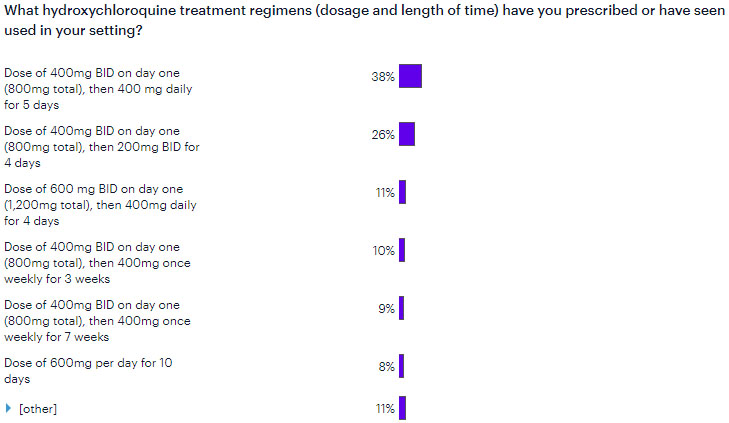 What hydroxychloroquine treatment regimens (dosage and length of time) have you prescribed or have seen
used in your setting?
Dose of 400mg BID on day one
(800mg total), then 400 mg daily
for 5 days
38%
Dose of 400mg BID on day one
(800mg total), then 200mg BID for
4 days
26%
Dose of 600 mg BID on day one
(1,200mg total), then 400mg daily
for 4 days
11%
Dose of 400mg BID on day one
(800mg total), then 400mg once
weekly for 3 weeks
10%
Dose of 400mg BID on day one
(800mg total), then 400mg once
weekly for 7 weeks
9%
Dose of 600mg per day for 10
days
8%
[other]
11%